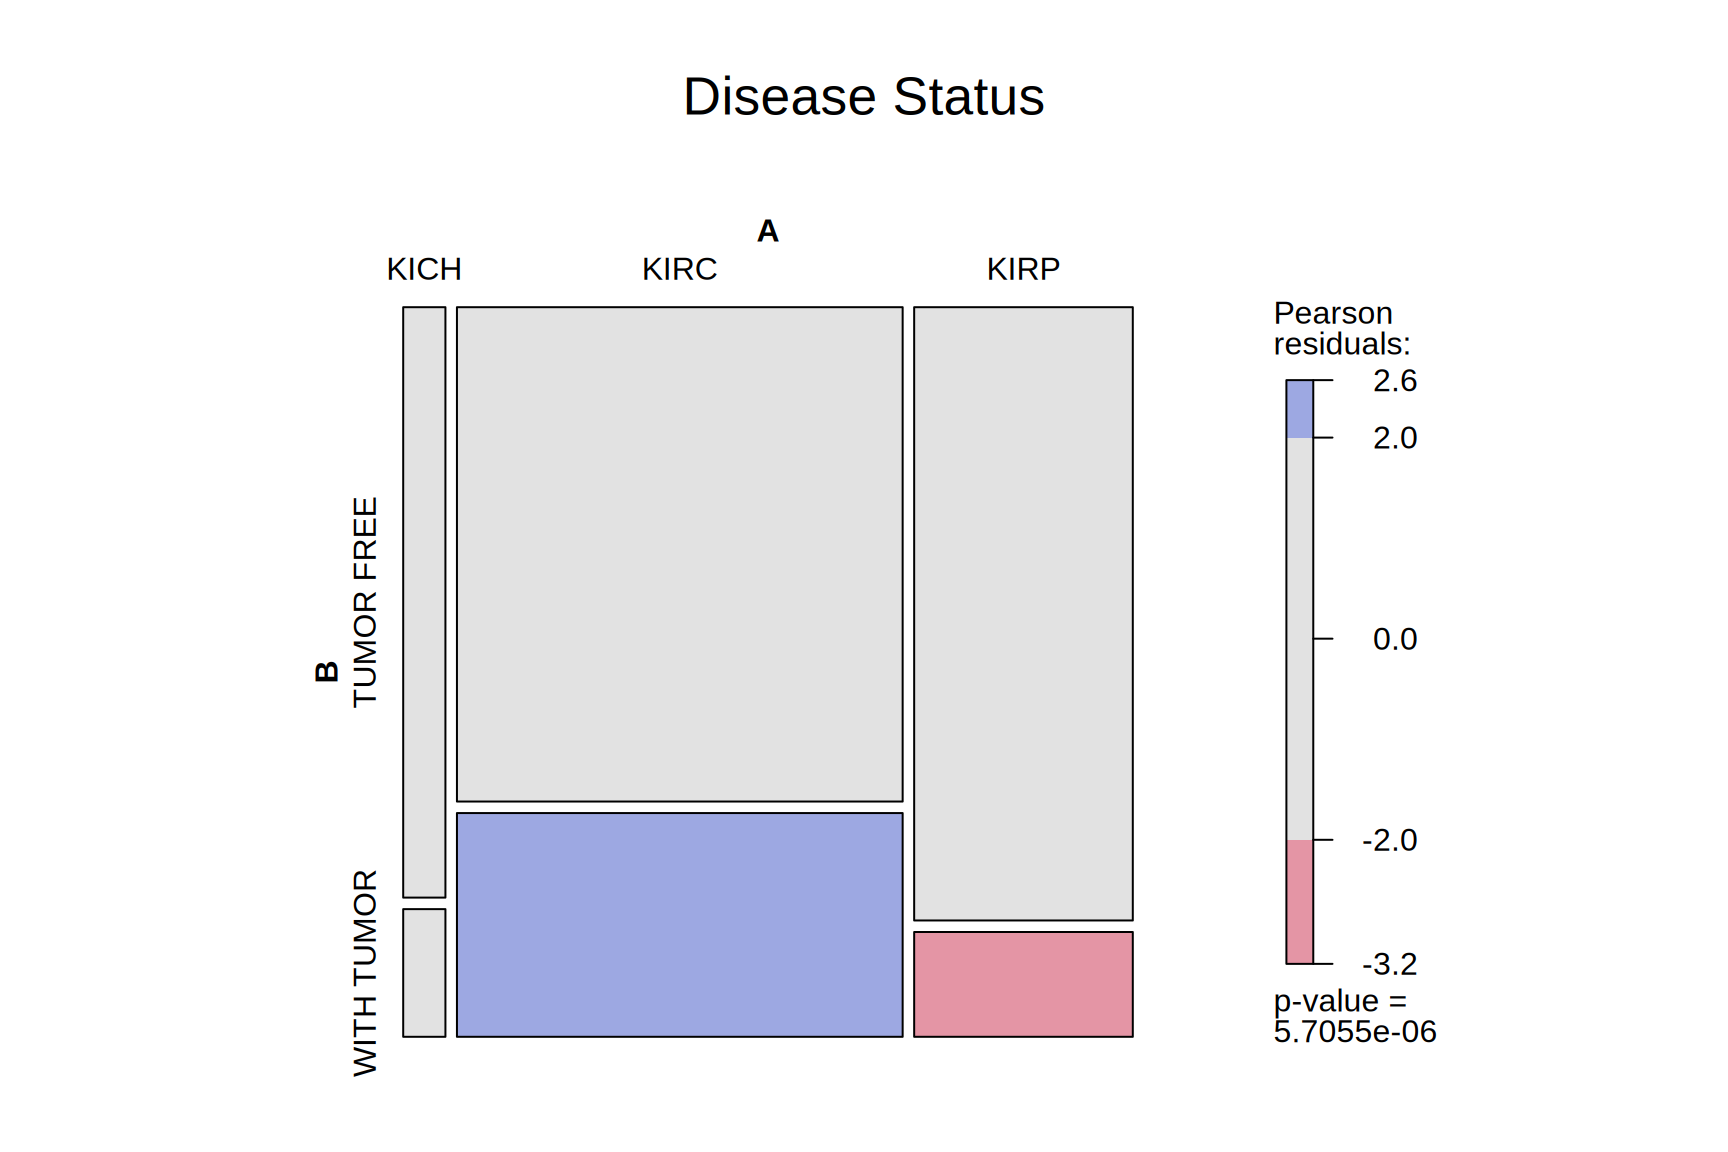 Disease Status
A
KICH KIRC KIRP
B
TUMOR FREE
WITH TUMOR
Pearson
residuals:
2.6
2.0
0.0
-2.0
-3.2
p-value =
5.7055e-06